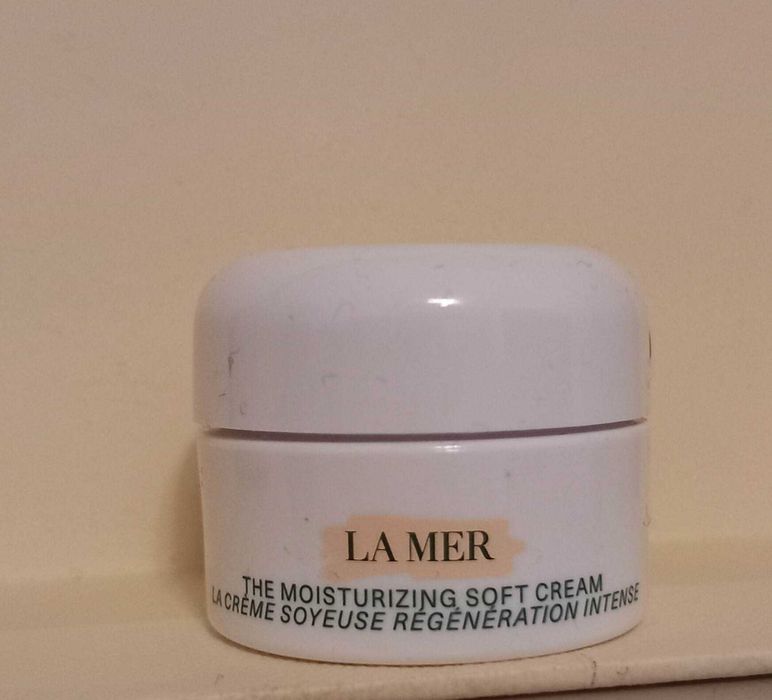 LA MER
THE MOISTURIZING SOFT CREAM
LA CRÈME SOYEUSE RÉGÉNÉRATION INTENSE